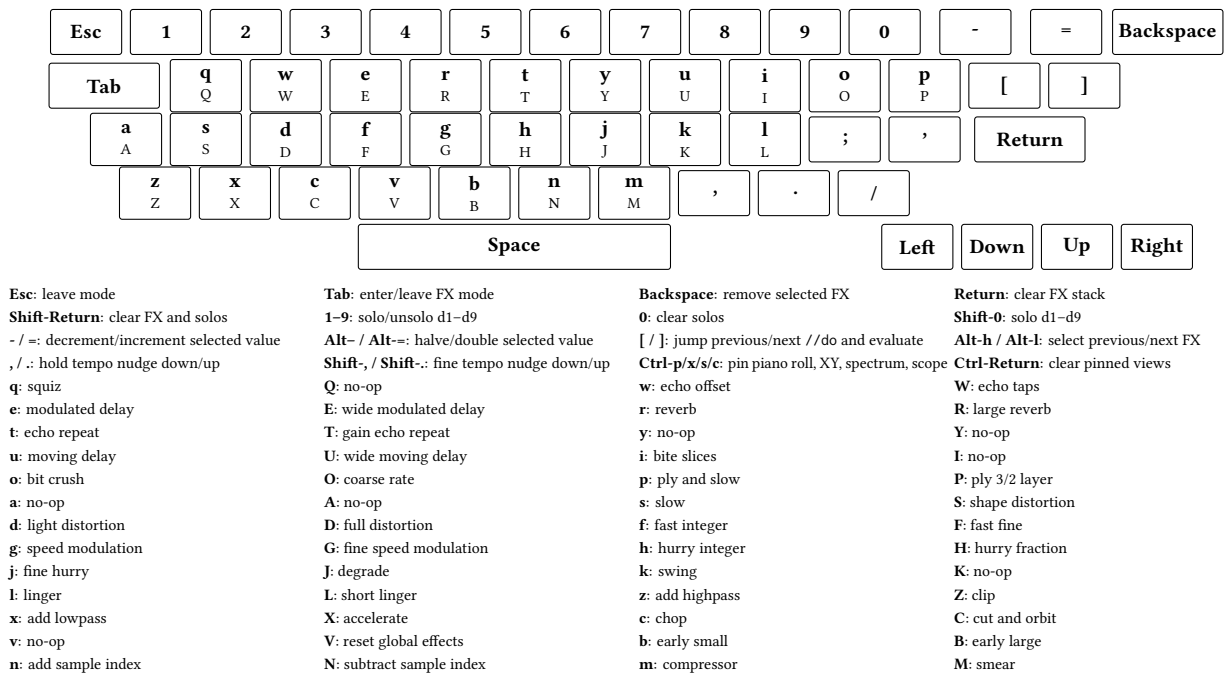 Esc 1 2 3 4 5 6 7 8 9 0 - = Backspace
Tab q w e r t y u i o p [ ]
Q W E R T Y U I O P
a s d f g h j k l ; ’ Return
A S D F G H J K L
z x c v b n m , . /
Z X C V B N M
Space Left Down Up Right
Esc: leave mode Tab: enter/leave FX mode Backspace: remove selected FX Return: clear FX stack
Shift-Return: clear FX and solos 1–9: solo/unsolo d1–d9 0: clear solos Shift-0: solo d1–d9
- / =: decrement/increment selected value Alt– / Alt-=: halve/double selected value [ / ]: jump previous/next //do and evaluate Alt-h / Alt-l: select previous/next FX
, / .: hold tempo nudge down/up Shift-, / Shift-.: fine tempo nudge down/up Ctrl-p/x/s/c: pin piano roll, XY, spectrum, scope Ctrl-Return: clear pinned views
q: squiz Q: no-op w: echo offset W: echo taps
e: modulated delay E: wide modulated delay r: reverb R: large reverb
t: echo repeat T: gain echo repeat y: no-op Y: no-op
u: moving delay U: wide moving delay i: bite slices I: no-op
o: bit crush O: coarse rate p: ply and slow P: ply 3/2 layer
a: no-op A: no-op s: slow S: shape distortion
d: light distortion D: full distortion f: fast integer F: fast fine
g: speed modulation G: fine speed modulation h: hurry integer H: hurry fraction
j: fine hurry J: degrade k: swing K: no-op
l: linger L: short linger z: add highpass Z: clip
x: add lowpass X: accelerate c: chop C: cut and orbit
v: no-op V: reset global effects b: early small B: early large
n: add sample index N: subtract sample index m: compressor M: smear